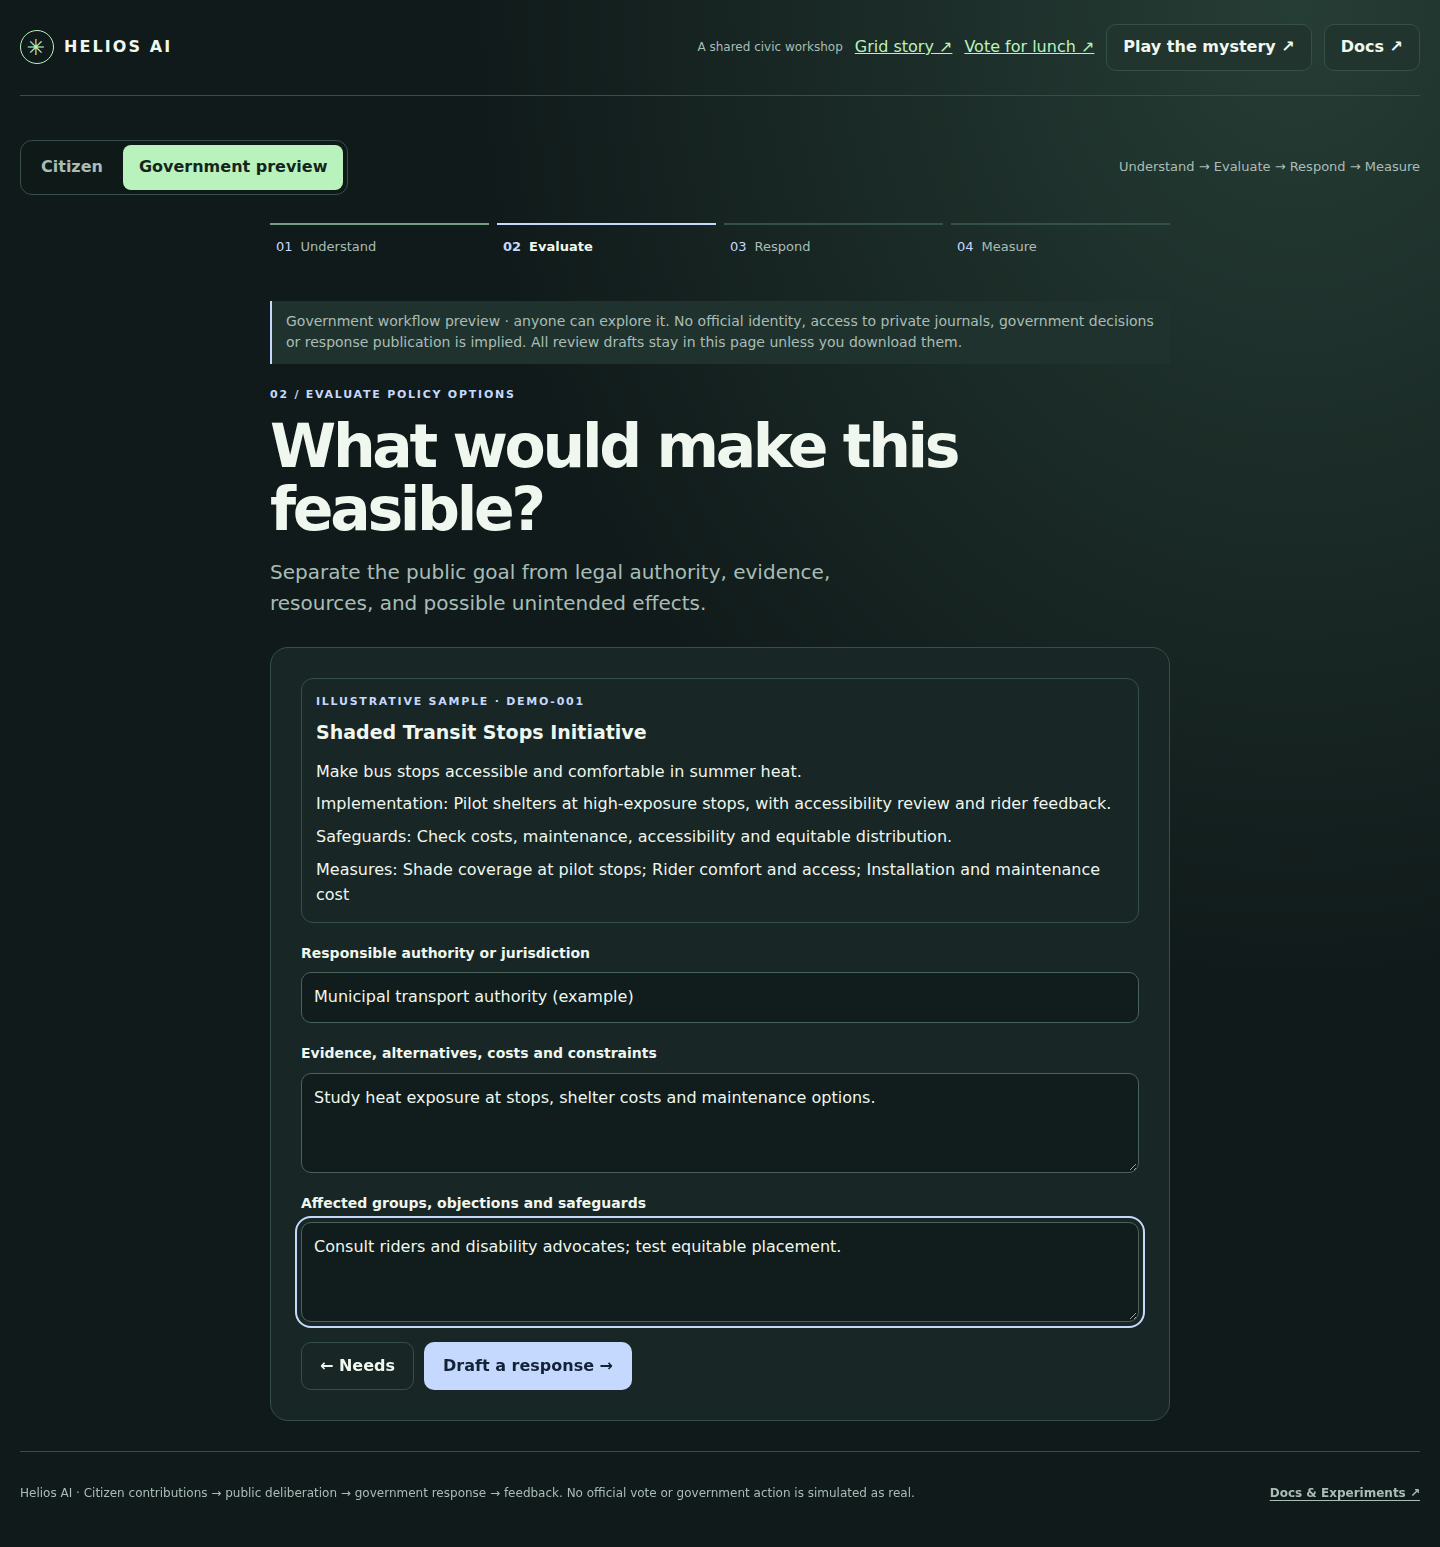 HELIOS AI
A shared civic workshop Grid story ↗ Vote for lunch ↗ Play the mystery ↗ Docs ↗
Citizen Government preview
Understand → Evaluate → Respond → Measure
01 Understand 02 Evaluate 03 Respond 04 Measure
Government workflow preview · anyone can explore it. No official identity, access to private journals, government decisions
or response publication is implied. All review drafts stay in this page unless you download them.
02 / EVALUATE POLICY OPTIONS
What would make this
feasible?
Separate the public goal from legal authority, evidence,
resources, and possible unintended effects.
ILLUSTRATIVE SAMPLE · DEMO-001
Shaded Transit Stops Initiative
Make bus stops accessible and comfortable in summer heat.
Implementation: Pilot shelters at high-exposure stops, with accessibility review and rider feedback.
Safeguards: Check costs, maintenance, accessibility and equitable distribution.
Measures: Shade coverage at pilot stops; Rider comfort and access; Installation and maintenance
cost
Responsible authority or jurisdiction
Municipal transport authority (example)
Evidence, alternatives, costs and constraints
Study heat exposure at stops, shelter costs and maintenance options.
Affected groups, objections and safeguards
Consult riders and disability advocates; test equitable placement.
← Needs Draft a response →
Helios AI · Citizen contributions → public deliberation → government response → feedback. No official vote or government action is simulated as real.
Docs & Experiments ↗